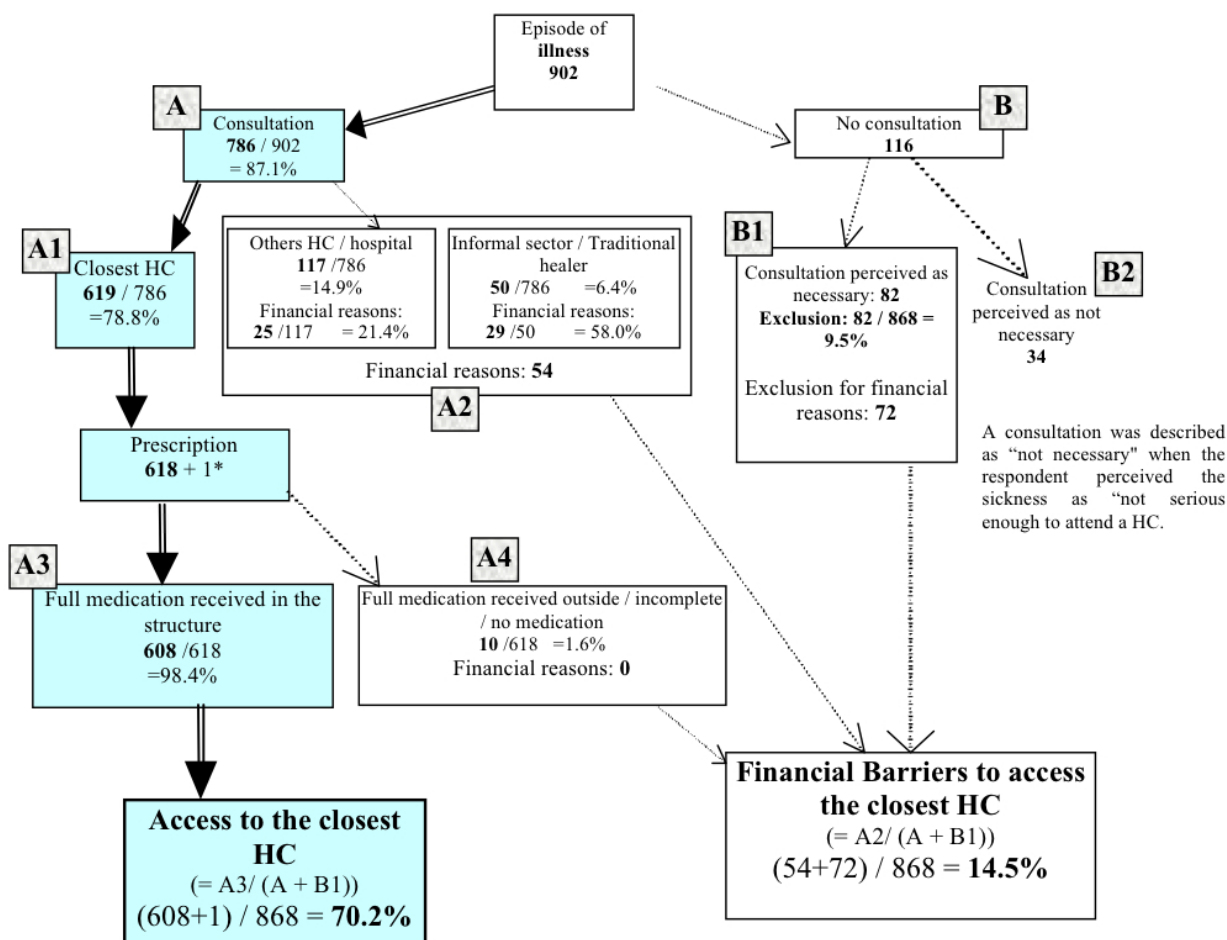 Episode of
illness
902
A
Consultation
786 / 902
= 87.1%
B
No consultation
116
A1
Closest HC
619 / 786
=78.8%
Others HC / hospital
117 /786
=14.9%
Financial reasons:
25 /117 = 21.4%
Informal sector / Traditional
healer
50 /786 =6.4%
Financial reasons:
29 /50 = 58.0%
Financial reasons: 54
A2
B1
Consultation perceived as
necessary: 82
Exclusion: 82 / 868 =
9.5%
Exclusion for financial
reasons: 72
B2
Consultation
perceived as not
necessary
34
A consultation was described
as “not necessary" when the
respondent perceived the
sickness as “not serious
enough to attend a HC.
Prescription
618 + 1*
A3
Full medication received in the
structure
608 /618
=98.4%
A4
Full medication received outside / incomplete
/ no medication
10 /618 =1.6%
Financial reasons: 0
Access to the closest
HC
(= A3/ (A + B1))
(608+1) / 868 = 70.2%
Financial Barriers to access
the closest HC
(= A2/ (A + B1))
(54+72) / 868 = 14.5%